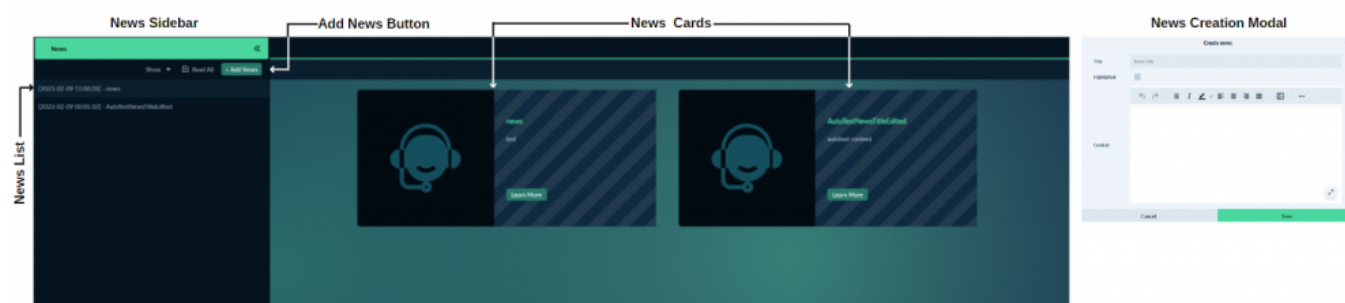 News Sidebar
Add News Button
News Cards
News Creation Modal
News
Show
Read All
+ Add News
[2023-02-09 11:00:28] - news
[2023-02-09 00:05:10] - AutoTestNewsTitleEdited
News List
news
test
Learn More
AutoTestNewsTitleEdited
autotest content
Learn More
Create news
Title
News title
Highlighted
B I
Content
Cancel
Save